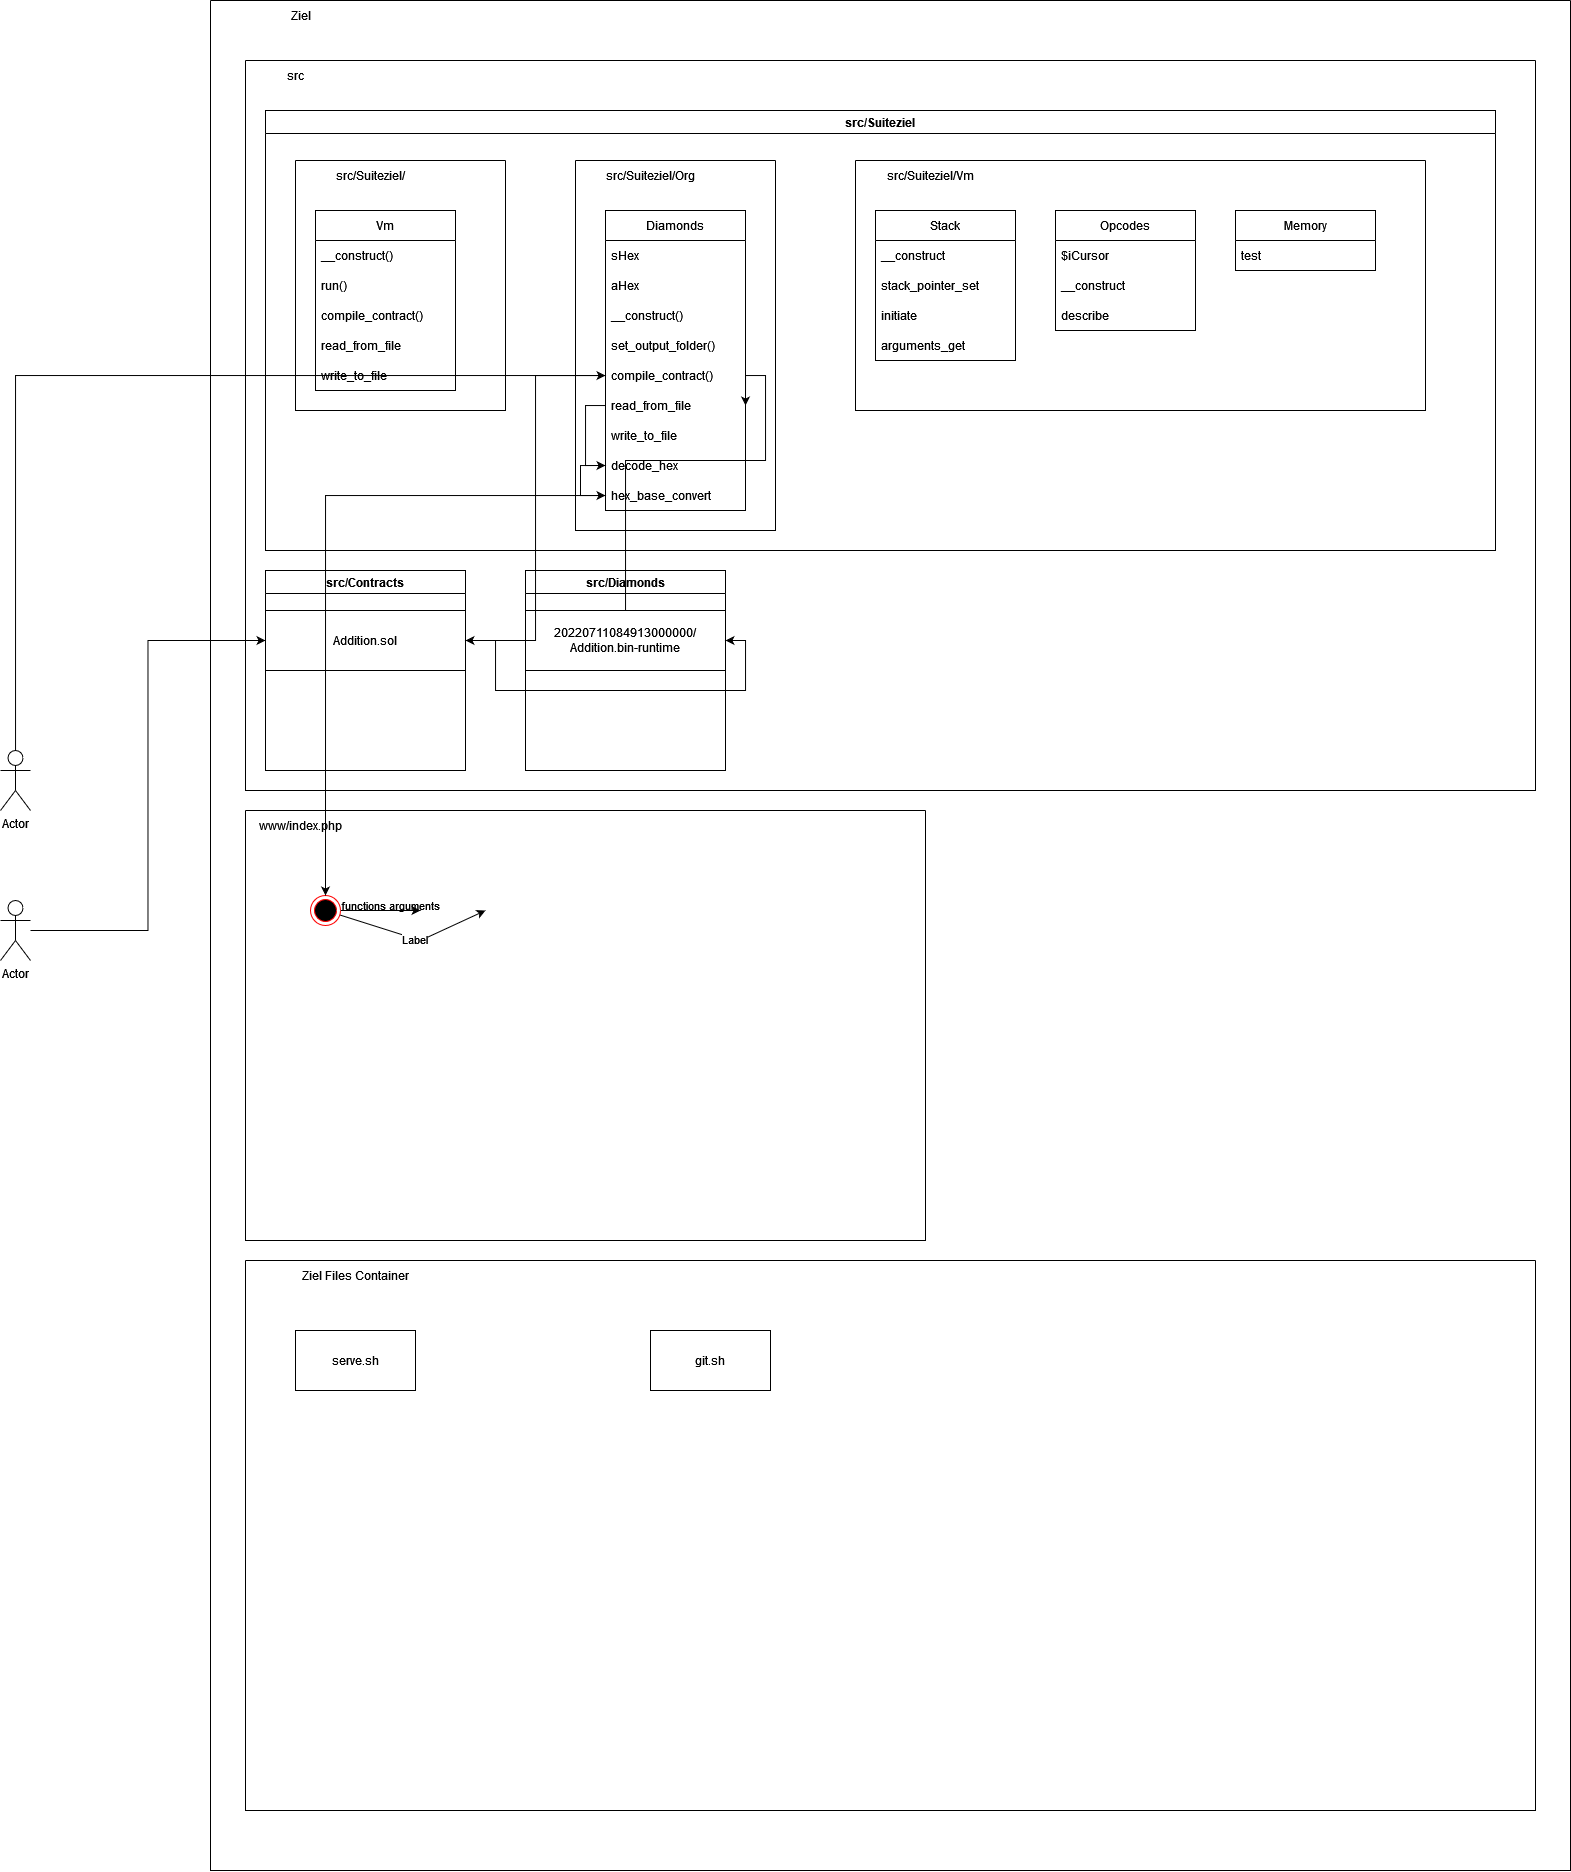 Ziel
src
src/Suiteziel
src/Suiteziel/
Vm
__construct()
run()
compile_contract()
read_from_file
write_to_file
src/Suiteziel/Org
Diamonds
sHex
aHex
__construct()
set_output_folder()
compile_contract()
read_from_file
write_to_file
decode_hex
hex_base_convert
src/Suiteziel/Vm
Stack
__construct
stack_pointer_set
initiate
arguments_get
Opcodes
$iCursor
__construct
describe
Memory
test
src/Contracts
Addition.sol
src/Diamonds
20220711084913000000/
Addition.bin-runtime
Actor
Actor
www/index.php
functions arguments
Label
Ziel Files Container
serve.sh
git.sh